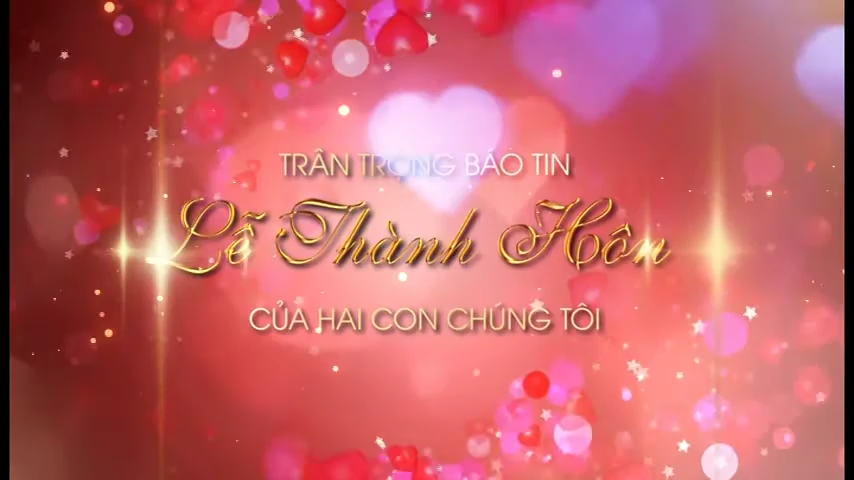 TRÂN TRỌNG BÁO TIN
Lễ Thành Hôn
CỦA HAI CON CHÚNG TÔI